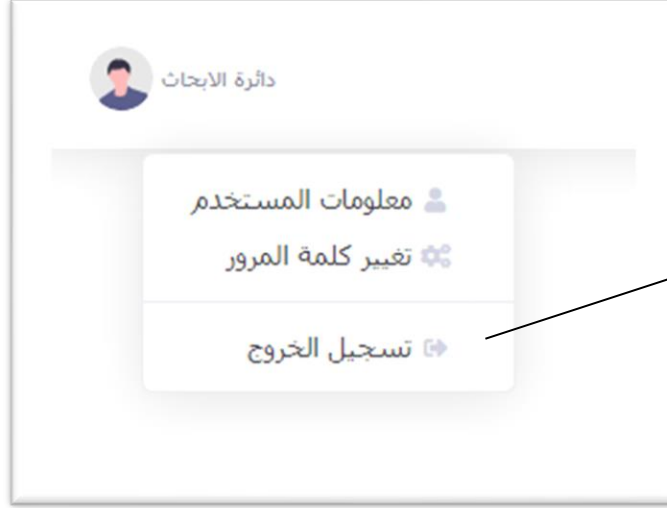 دائرة الابحاث
معلومات المستخدم
تغيير كلمة المرور
تسجيل الخروج